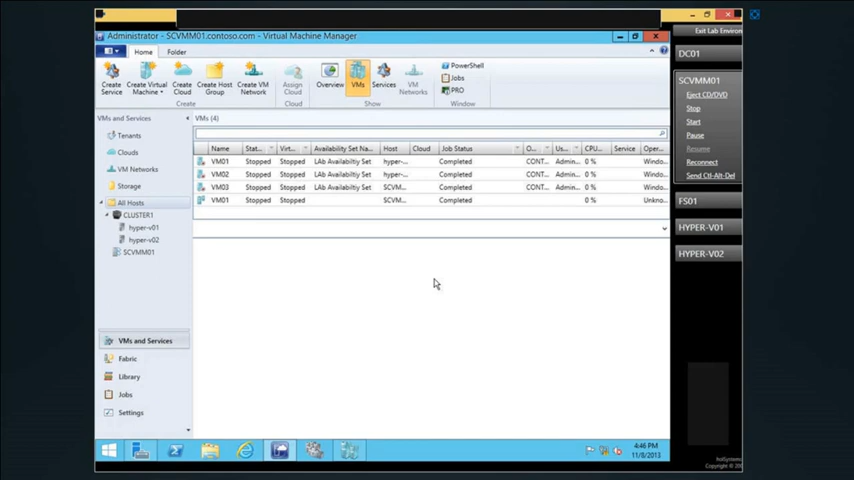 Administrator - SCVMM01.contoso.com - Virtual Machine Manager
Home Folder
Create Service
Create Virtual Machine
Create Cloud
Create Host Group
Create VM Network
Assign Cloud
Overview
VMs
Services
VM Networks
PowerShell
Jobs
PRO
Create Cloud Show Window
VMs and Services
Tenants
Clouds
VM Networks
Storage
All Hosts
CLUSTER1
hyper-v01
hyper-v02
SCVMM01
VMs and Services
Fabric
Library
Jobs
Settings
VMs (4)
Name Stat... Virt... Availability Set Na... Host Cloud Job Status O... Us... CPU... Service Oper...
VM01 Stopped Stopped LAb Availabiltiy Set hyper-... Completed CONT... Admin... 0 % Windo...
VM02 Stopped Stopped LAb Availabiltiy Set hyper-... Completed CONT... Admin... 0 % Windo...
VM03 Stopped Stopped LAb Availabiltiy Set SCVM... Completed CONT... Admin... 0 % Windo...
VM01 Stopped Stopped SCVM... Completed 0 % Unkno...
Exit Lab Environ
DC01
SCVMM01
Eject CD/DVD
Stop
Start
Pause
Resume
Reconnect
Send Ctl-Alt-Del
FS01
HYPER-V01
HYPER-V02
4:46 PM
11/8/2013
holSystems
Copyright © 20